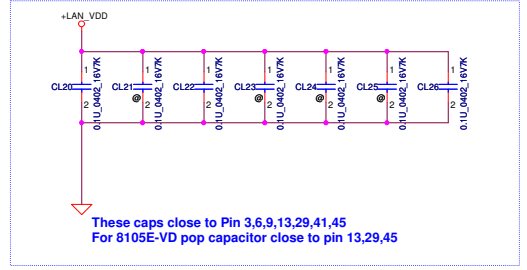 +LAN_VDD
1 1 1 1 1 1 1
CL20 CL21 CL22 CL23 CL24 CL25 CL26
@ @ @ @
2 2 2 2 2 2 2
0.1U_0402_16V7K 0.1U_0402_16V7K 0.1U_0402_16V7K 0.1U_0402_16V7K 0.1U_0402_16V7K 0.1U_0402_16V7K 0.1U_0402_16V7K
These caps close to Pin 3,6,9,13,29,41,45
For 8105E-VD pop capacitor close to pin 13,29,45